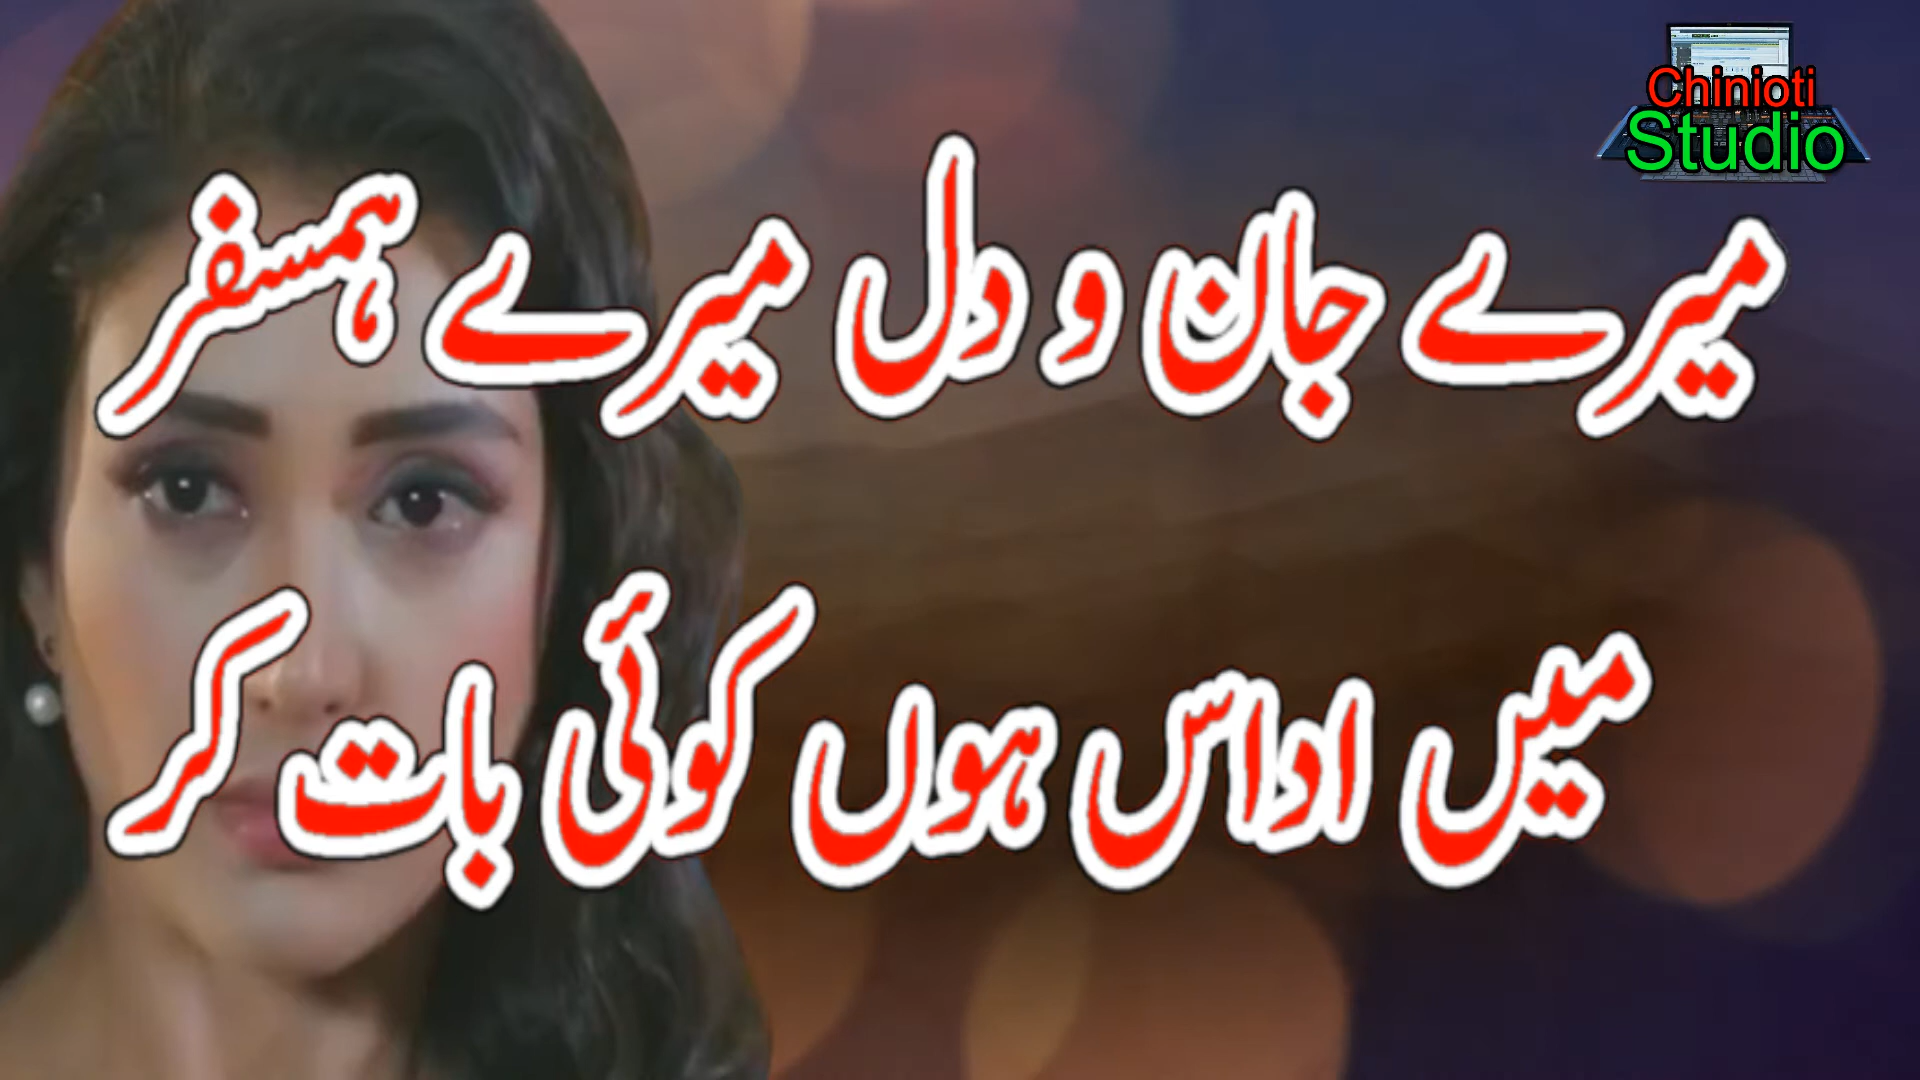 Chinioti
Studio
میرے جان و دل میرے ہمسفر
میں اداس ہوں کوئی بات کر